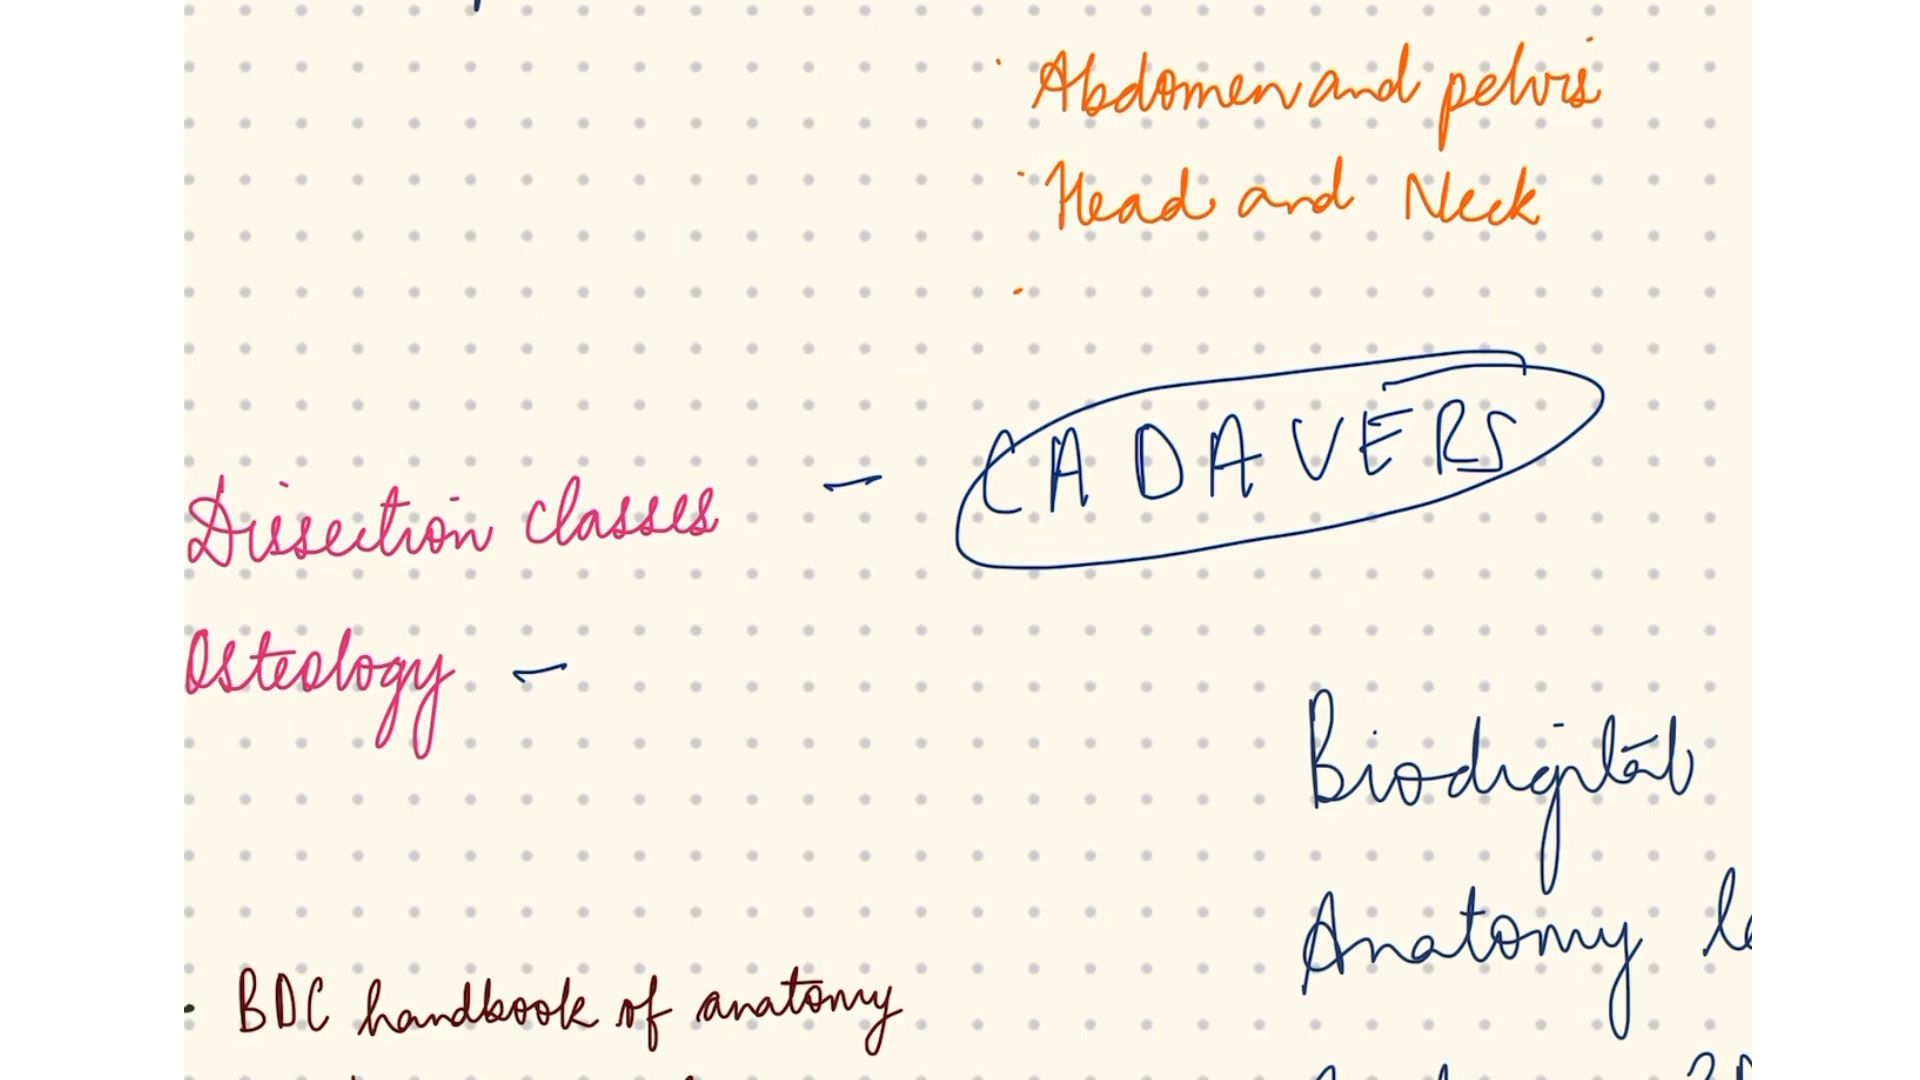 · Abdomen and pelvis
· Head and Neck
·
Dissection classes - CADAVERS
Osteology -
Biodigital
Anatomy
· BDC handbook of anatomy